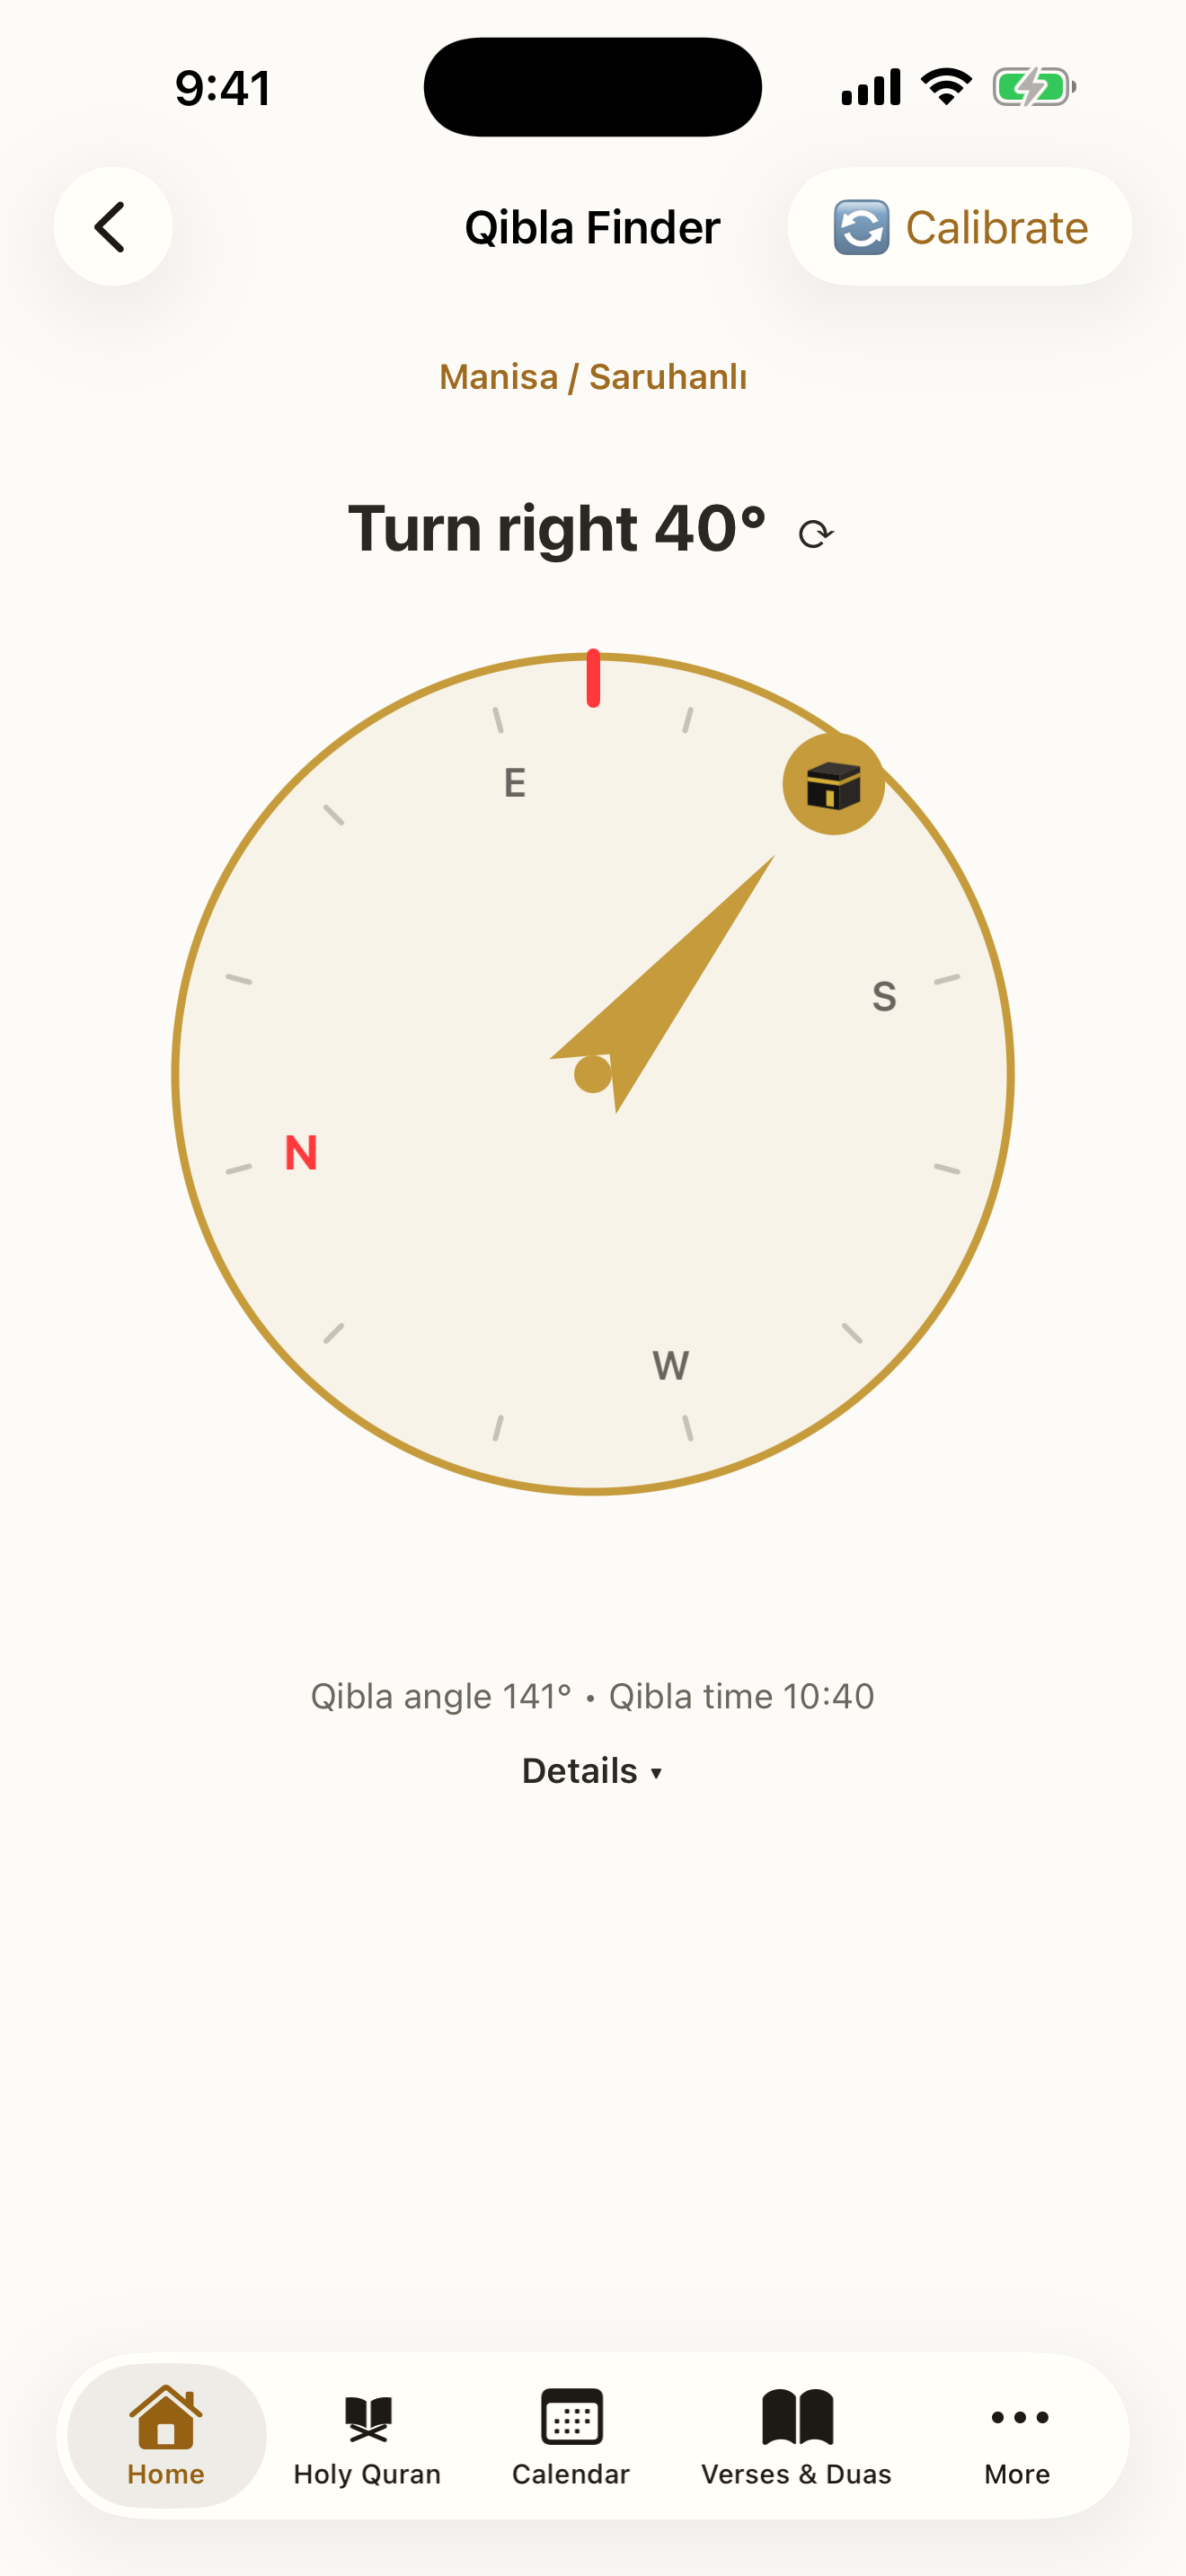 9:41
Qibla Finder
Calibrate
Manisa / Saruhanlı
Turn right 40° ⟳
E
S
N
W
Qibla angle 141° • Qibla time 10:40
Details ▾
Home
Holy Quran
Calendar
Verses & Duas
More